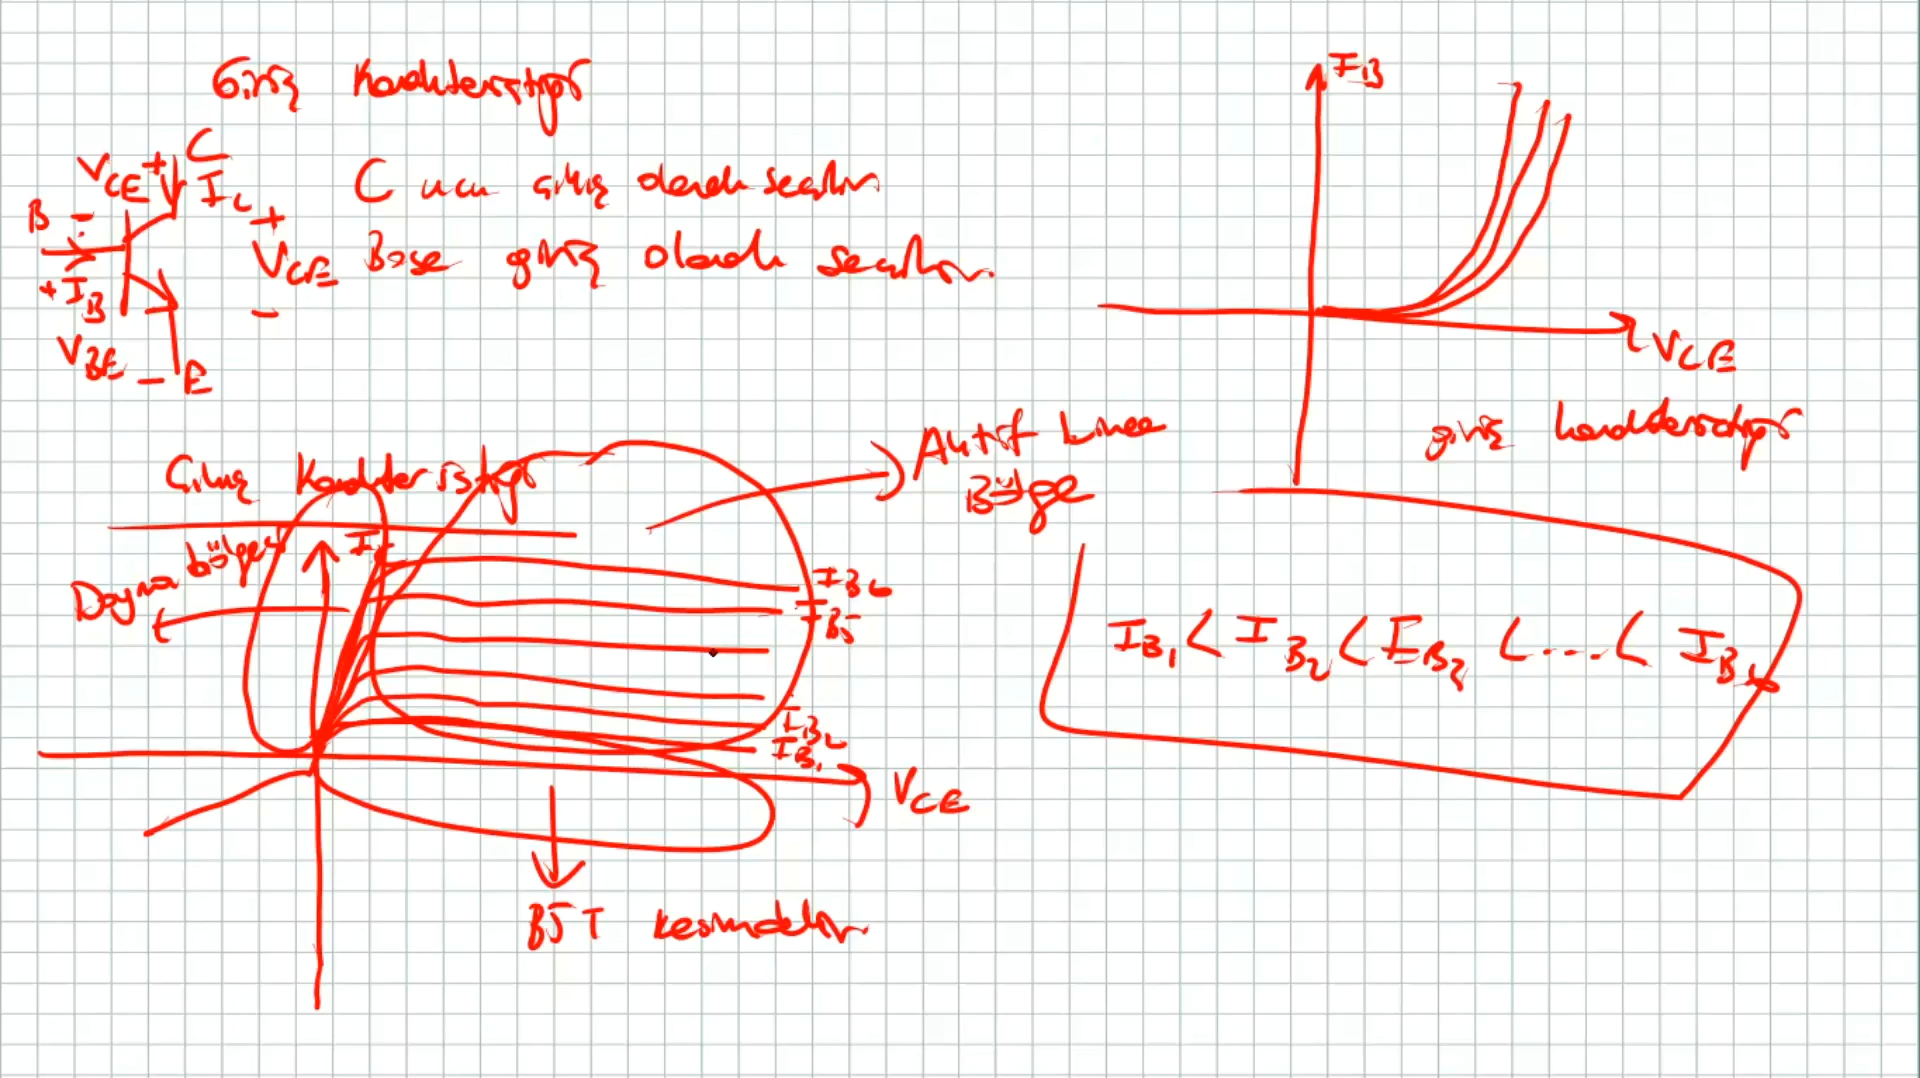 Giriş Karakteristiği
C ucu çıkış olarak seçilir
Base giriş olarak seçilir.
VCE + C
IC
B -
+ IB
+
VCE
-
VBE - E
IB
VCE
giriş karakteristiği
Çıkış Karakteristiği
Aktif Lineer
Bölge
Doyma bölgesi
IC
IB6
IB5
IB2
IB1
VCE
BJT kesimdedir
IB1 < IB2 < IB3 < .... < IB6